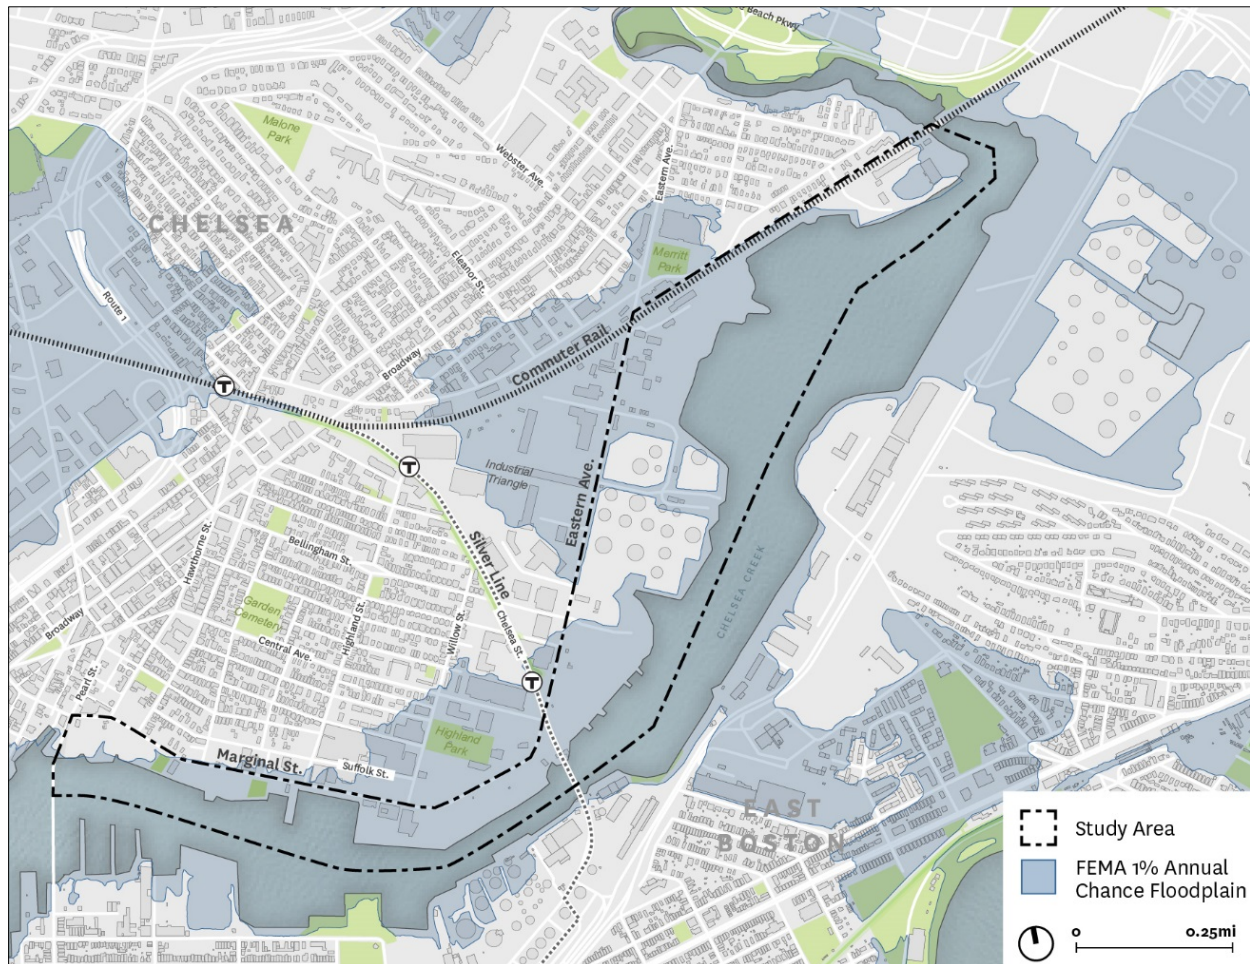 Beach Pkwy
Malone
Park
Webster Ave.
Eastern Ave.
CHELSEA
Eleanor St.
Merritt
Park
Route 1
Broadway
Commuter Rail
T
T
Industrial
Triangle
Eastern Ave.
Silver Line
Hawthorne St.
Bellingham St.
CHELSEA CREEK
Garden
Cemetery
Highland St.
Willow St.
Chelsea St.
Broadway
Central Ave.
Pearl St.
T
Highland
Park
Marginal St.
Suffolk St.
EAST
BOSTON
Study Area
FEMA 1% Annual
Chance Floodplain
0 0.25mi